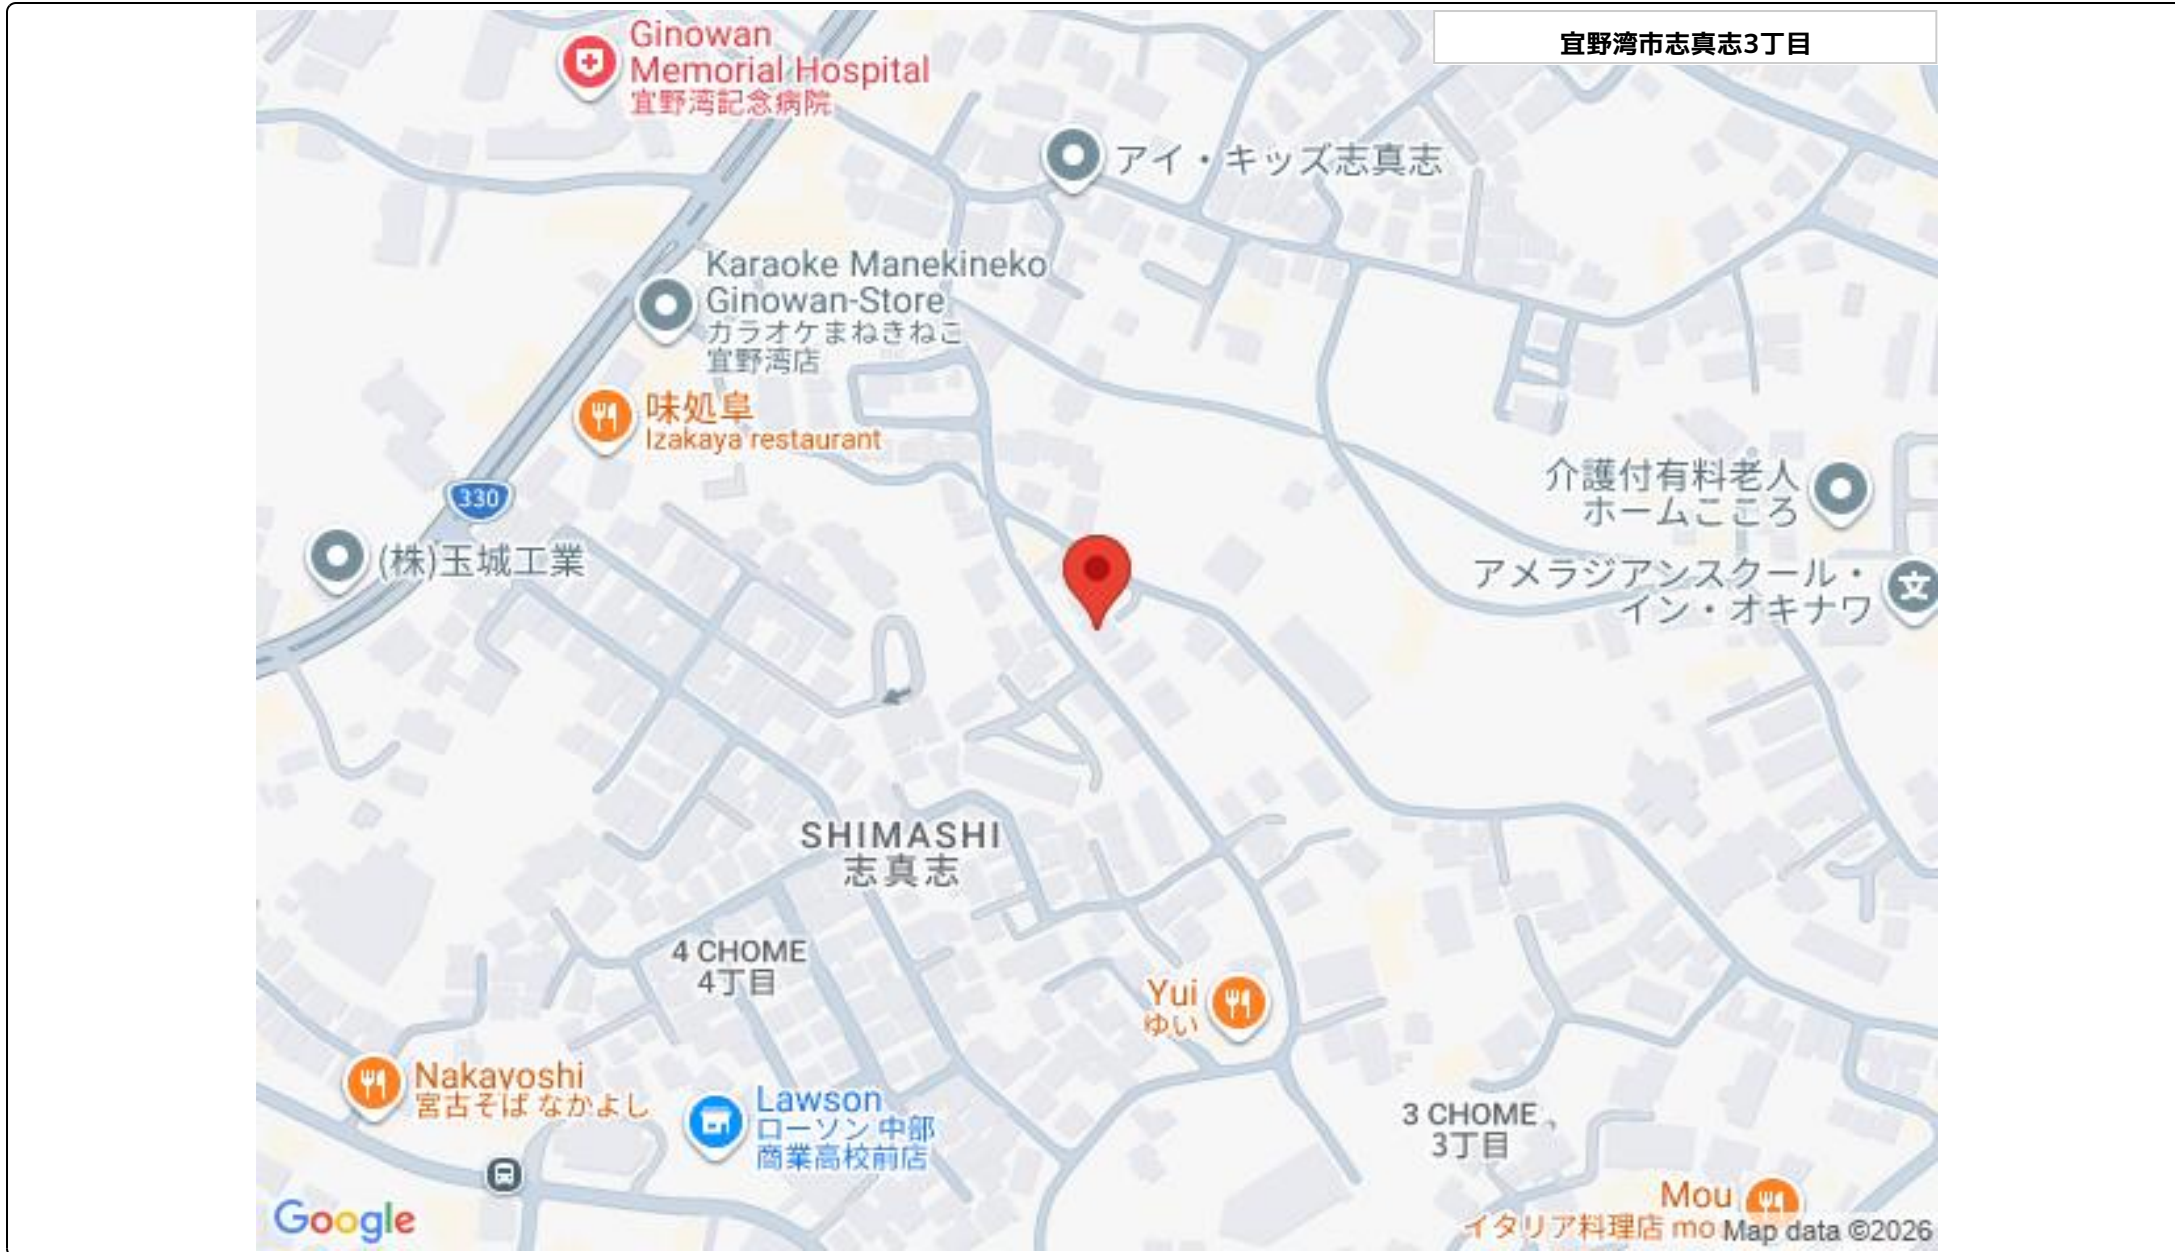 宜野湾市志真志3丁目
Ginowan
Memorial Hospital
宜野湾記念病院
アイ・キッズ志真志
Karaoke Manekineko
Ginowan-Store
カラオケまねきねこ
宜野湾店
味処阜
Izakaya restaurant
330
(株)玉城工業
介護付有料老人
ホームこころ
アメラジアンスクール・
イン・オキナワ
文
SHIMASHI
志真志
4 CHOME
4丁目
Yui
ゆい
Nakayoshi
宮古そば なかよし
Lawson
ローソン 中部
商業高校前店
3 CHOME
3丁目
Mou
イタリア料理店 mo
Google
Map data ©2026